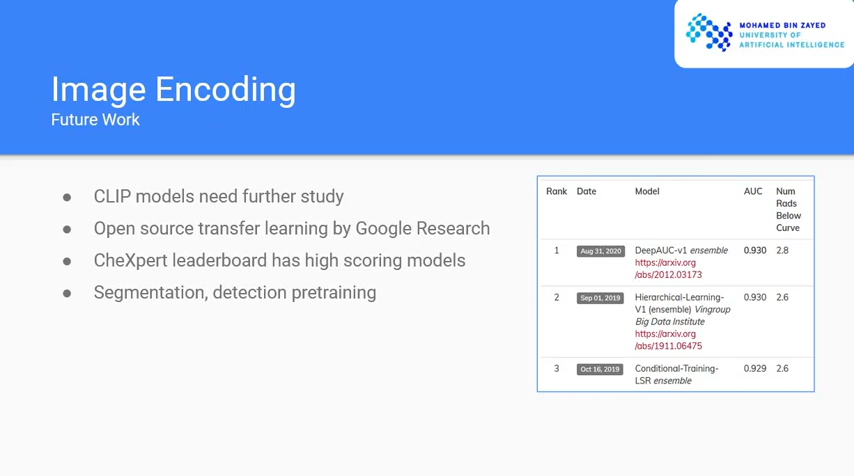 MOHAMED BIN ZAYED
UNIVERSITY OF
ARTIFICIAL INTELLIGENCE
Image Encoding
Future Work
● CLIP models need further study
● Open source transfer learning by Google Research
● CheXpert leaderboard has high scoring models
● Segmentation, detection pretraining
Rank Date Model AUC Num
Rads
Below
Curve
1 Aug 31, 2020 DeepAUC-v1 ensemble 0.930 2.8
https://arxiv.org
/abs/2012.03173
2 Sep 01, 2019 Hierarchical-Learning- 0.930 2.6
V1 (ensemble) Vingroup
Big Data Institute
https://arxiv.org
/abs/1911.06475
3 Oct 16, 2019 Conditional-Training- 0.929 2.6
LSR ensemble